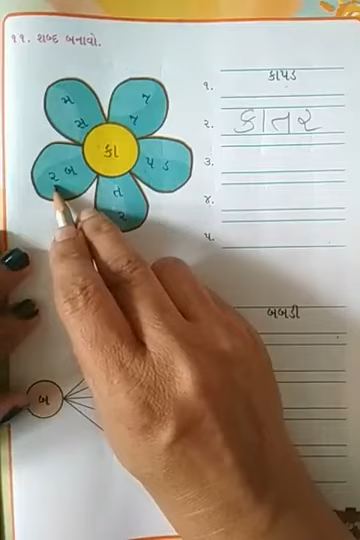 ૧૧. શબ્દ બનાવો.
૧. કાપડ
૨. કાતર
૩.
૪.
૫.
કા
ન
ન
પ ડ
ત
ર
ર બ
મ
સ
બબડી
બ